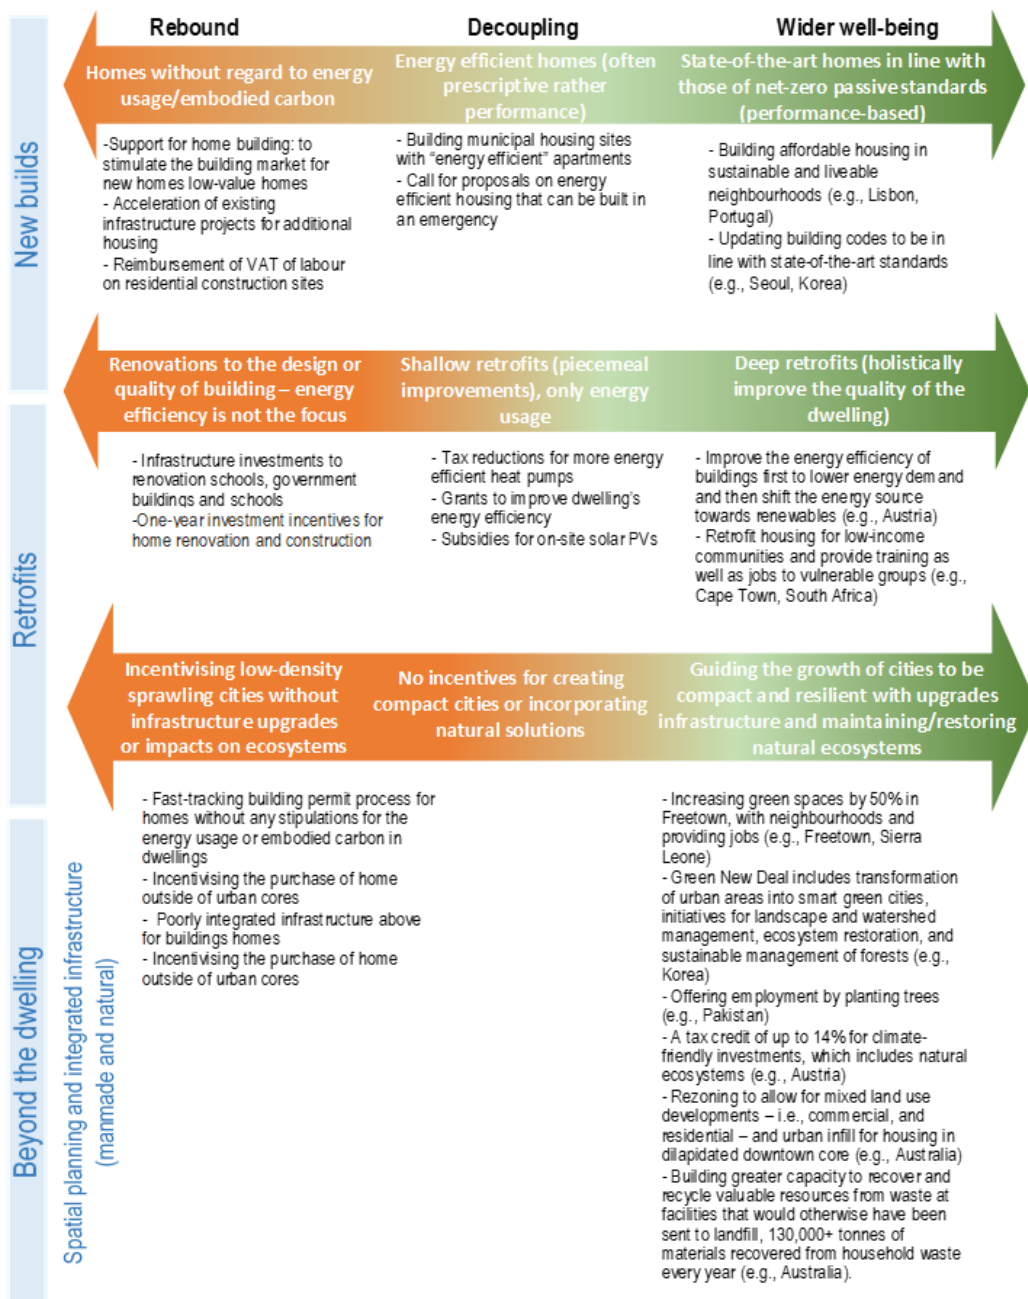 Rebound
Decoupling
Wider well-being
New builds
Homes without regard to energy
usage/embodied carbon
Energy efficient homes (often
prescriptive rather
performance)
State-of-the-art homes in line with
those of net-zero passive standards
(performance-based)
-Support for home building: to
stimulate the building market for
new homes low-value homes
- Acceleration of existing
infrastructure projects for additional
housing
- Reimbursement of VAT of labour
on residential construction sites
- Building municipal housing sites
with “energy efficient” apartments
- Call for proposals on energy
efficient housing that can be built in
an emergency
- Building affordable housing in
sustainable and liveable
neighbourhoods (e.g., Lisbon,
Portugal)
- Updating building codes to be in
line with state-of-the-art standards
(e.g., Seoul, Korea)
Retrofits
Renovations to the design or
quality of building – energy
efficiency is not the focus
Shallow retrofits (piecemeal
improvements), only energy
usage
Deep retrofits (holistically
improve the quality of the
dwelling)
- Infrastructure investments to
renovation schools, government
buildings and schools
-One-year investment incentives for
home renovation and construction
- Tax reductions for more energy
efficient heat pumps
- Grants to improve dwelling’s
energy efficiency
- Subsidies for on-site solar PVs
- Improve the energy efficiency of
buildings first to lower energy demand
and then shift the energy source
towards renewables (e.g., Austria)
- Retrofit housing for low-income
communities and provide training as
well as jobs to vulnerable groups (e.g.,
Cape Town, South Africa)
Beyond the dwelling
Spatial planning and integrated infrastructure
(manmade and natural)
Incentivising low-density
sprawling cities without
infrastructure upgrades
or impacts on ecosystems
No incentives for creating
compact cities or incorporating
natural solutions
Guiding the growth of cities to be
compact and resilient with upgrades
infrastructure and maintaining/restoring
natural ecosystems
- Fast-tracking building permit process for
homes without any stipulations for the
energy usage or embodied carbon in
dwellings
- Incentivising the purchase of home
outside of urban cores
- Poorly integrated infrastructure above
for buildings homes
- Incentivising the purchase of home
outside of urban cores
- Increasing green spaces by 50% in
Freetown, with neighbourhoods and
providing jobs (e.g., Freetown, Sierra
Leone)
- Green New Deal includes transformation
of urban areas into smart green cities,
initiatives for landscape and watershed
management, ecosystem restoration, and
sustainable management of forests (e.g.,
Korea)
- Offering employment by planting trees
(e.g., Pakistan)
- A tax credit of up to 14% for climate-
friendly investments, which includes natural
ecosystems (e.g., Austria)
- Rezoning to allow for mixed land use
developments – i.e., commercial, and
residential – and urban infill for housing in
dilapidated downtown core (e.g., Australia)
- Building greater capacity to recover and
recycle valuable resources from waste at
facilities that would otherwise have been
sent to landfill, 130,000+ tonnes of
materials recovered from household waste
every year (e.g., Australia).